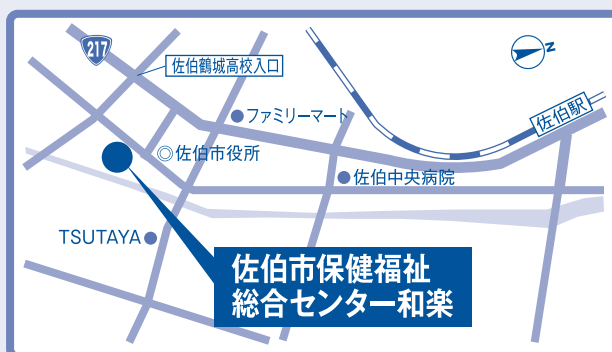 217
佐伯鶴城高校入口
N
ファミリーマート
佐伯駅
佐伯市役所
佐伯中央病院
TSUTAYA
佐伯市保健福祉
総合センター和楽